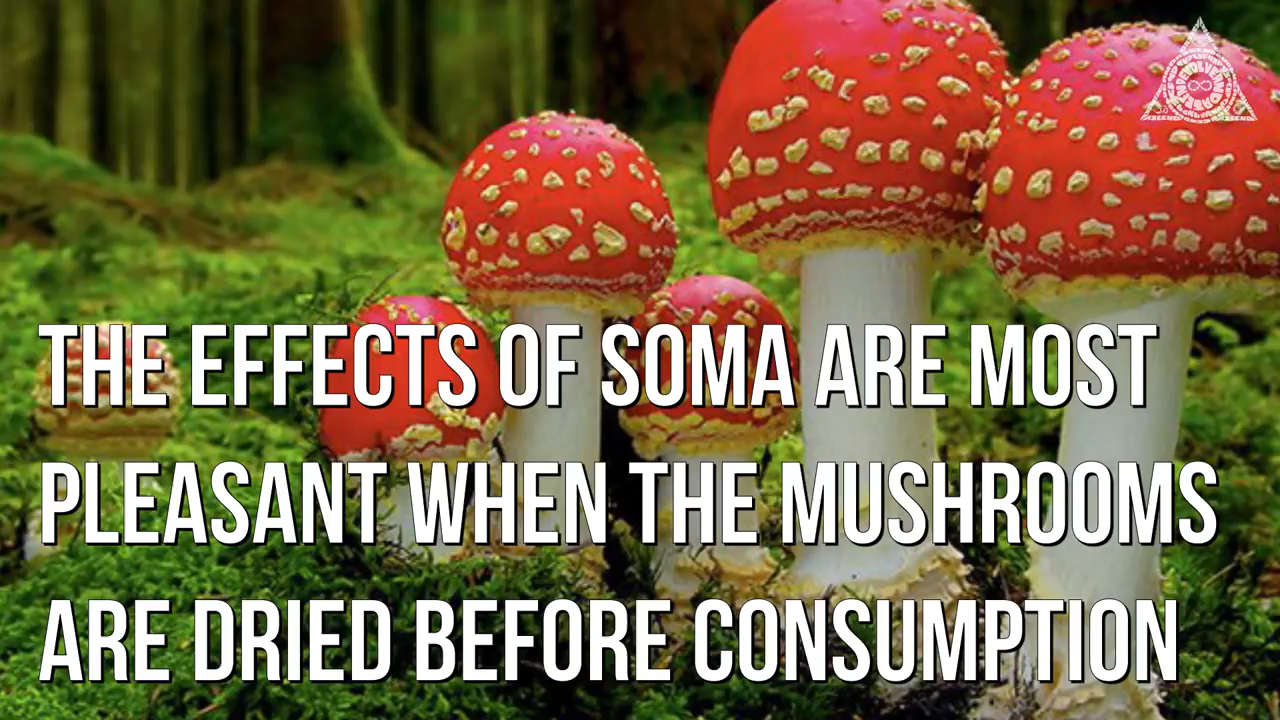 THE EFFECTS OF SOMA ARE MOST
PLEASANT WHEN THE MUSHROOMS
ARE DRIED BEFORE CONSUMPTION